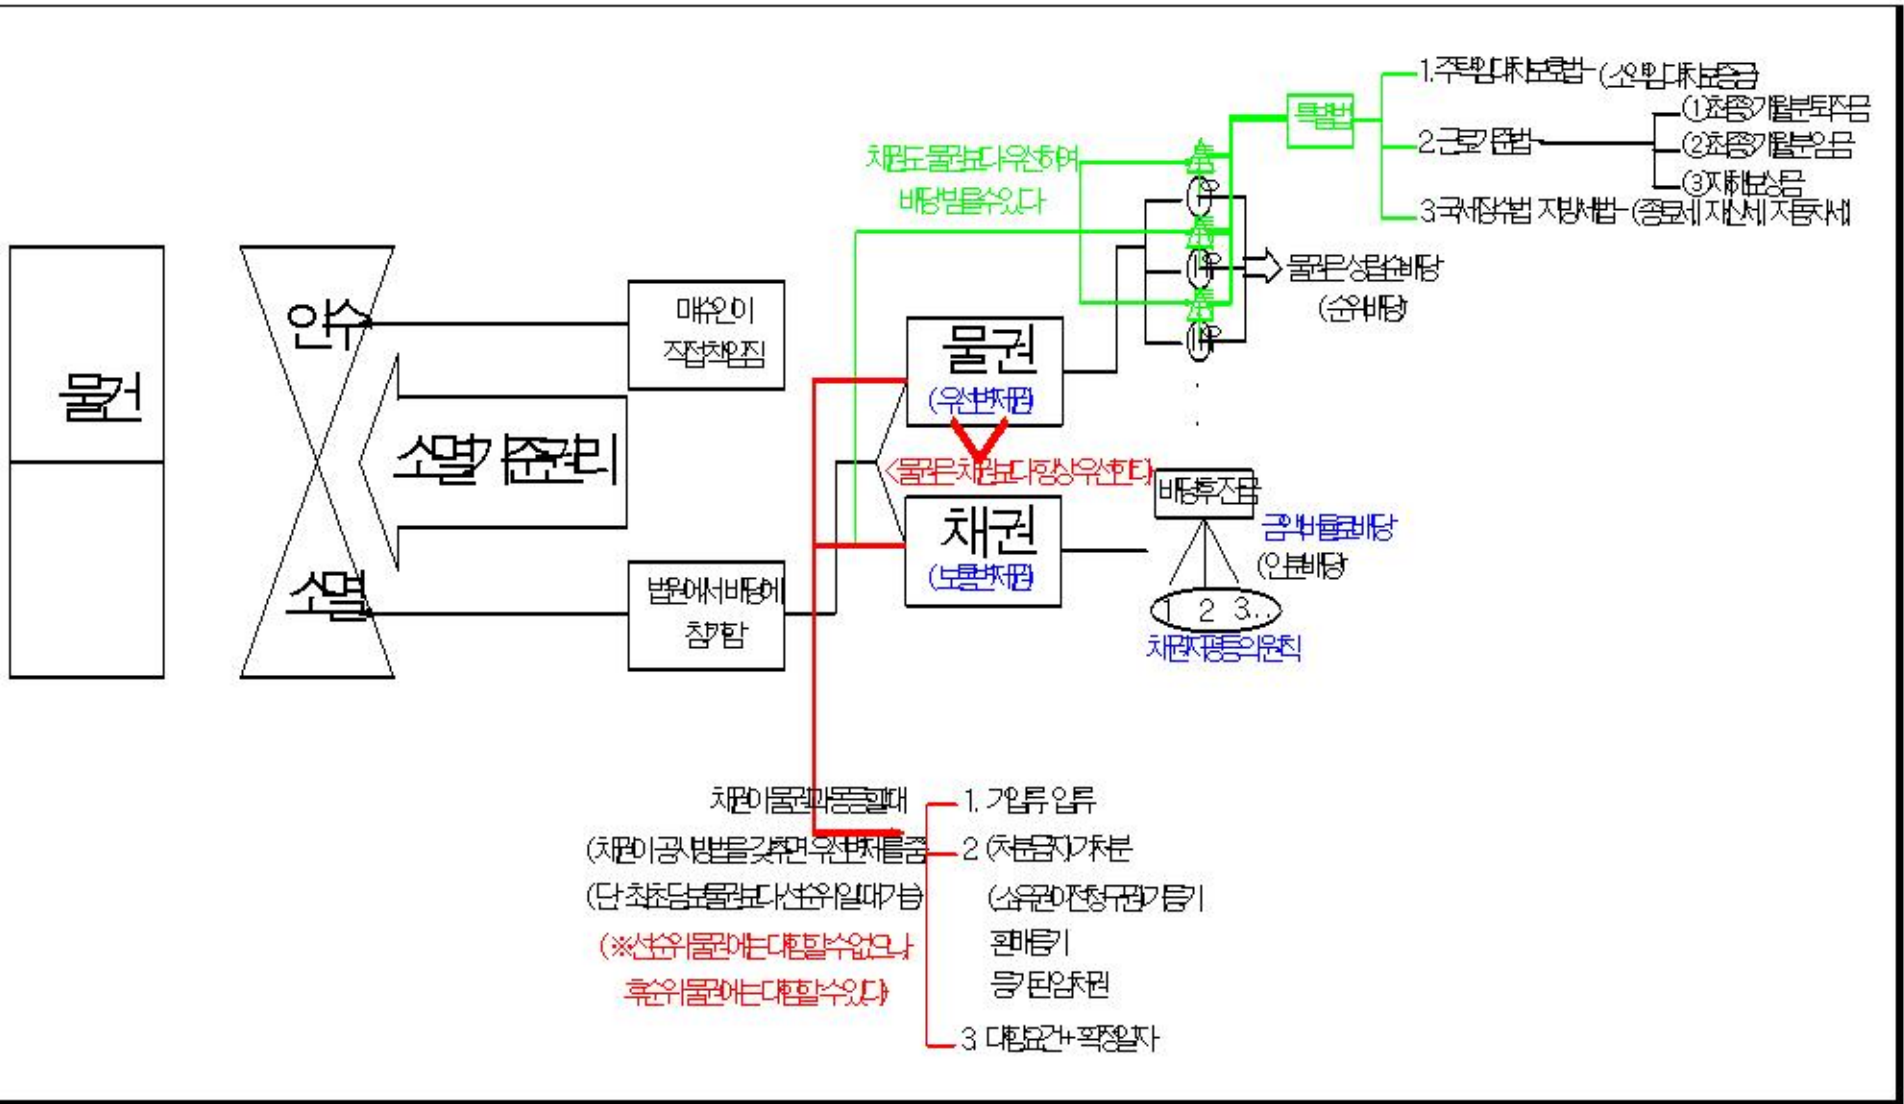 물건
인수
소멸기준권리
소멸
매수인이
직접책임짐
법원에서배당에
참가함
물권
(우선변제권)
<물권은채권보다항상우선한다>
채권
(보통변제권)
채권도물권보다우선하여
배당받을수있다
특별법
1.주택임대차보호법-(소액임대차보증금)
2.근로기준법
①최종3개월분퇴직금
②최종3개월분임금
③재해보상금
3.국세징수법 지방세법-(종토세 재산세 자동차세)
물권은성립순배당
(순위배당)
배당후잔금
금액비율로배당
(안분배당)
1 2 3..
채권자평등의원칙
채권이물권과동등할때
(채권이공시방법을갖추면우선변제를줌)
(단,최초담보물권보다선순위일때가능)
(※선순위물권에는대항할수없으나
후순위물권에는대항할수있다)
1. 가압류 압류
2.(처분금지)가처분
(소유권이전청구권)가등기
환매등기
등기된임차권
3. 대항요건+확정일자